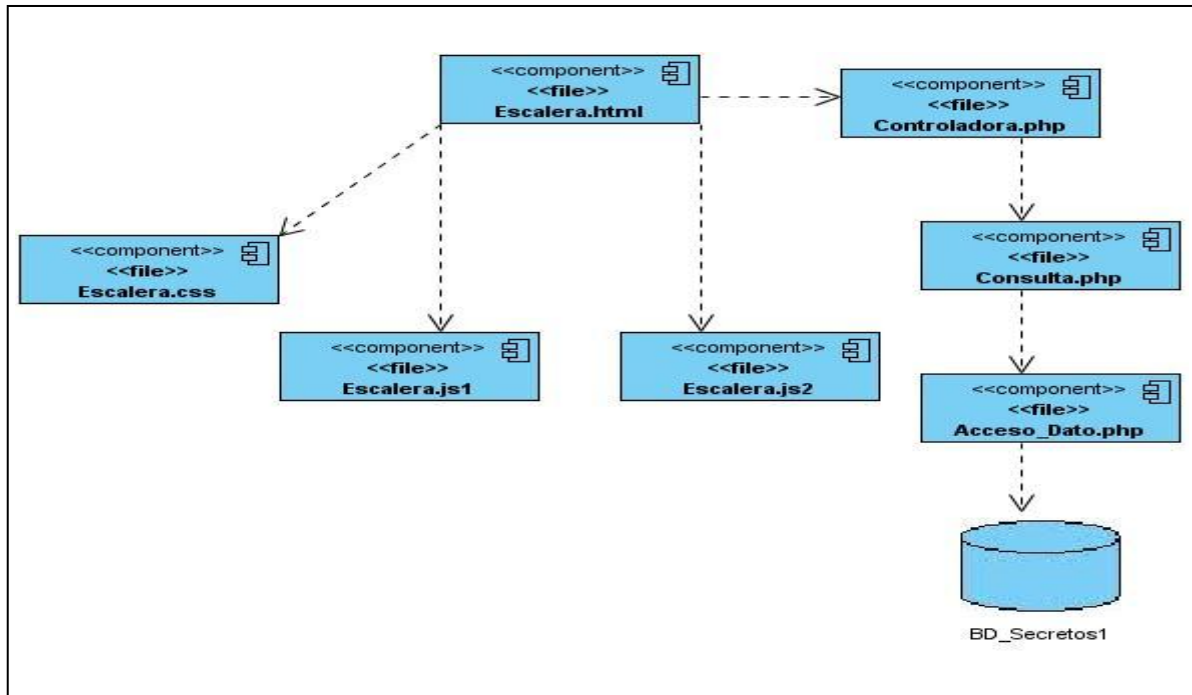 <<component>>
<<file>>
Escalera.html
<<component>>
<<file>>
Controladora.php
<<component>>
<<file>>
Escalera.css
<<component>>
<<file>>
Consulta.php
<<component>>
<<file>>
Escalera.js1
<<component>>
<<file>>
Escalera.js2
<<component>>
<<file>>
Acceso_Dato.php
BD_Secretos1